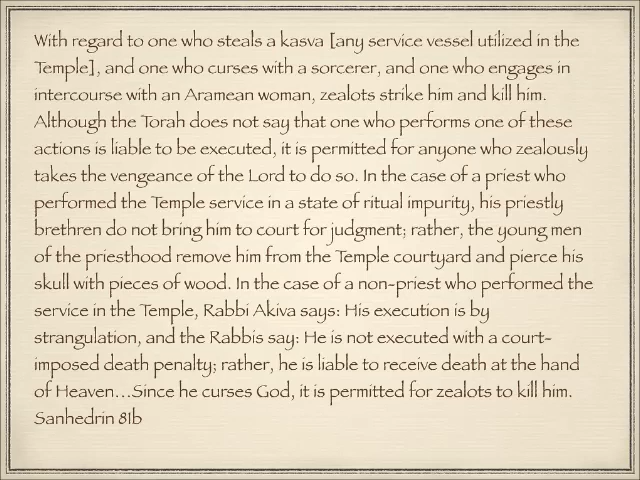 With regard to one who steals a kasva [any service vessel utilized in the
Temple], and one who curses with a sorcerer, and one who engages in
intercourse with an Aramean woman, zealots strike him and kill him.
Although the Torah does not say that one who performs one of these
actions is liable to be executed, it is permitted for anyone who zealously
takes the vengeance of the Lord to do so. In the case of a priest who
performed the Temple service in a state of ritual impurity, his priestly
brethren do not bring him to court for judgment; rather, the young men
of the priesthood remove him from the Temple courtyard and pierce his
skull with pieces of wood. In the case of a non-priest who performed the
service in the Temple, Rabbi Akiva says: His execution is by
strangulation, and the Rabbis say: He is not executed with a court-
imposed death penalty; rather, he is liable to receive death at the hand
of Heaven…Since he curses God, it is permitted for zealots to kill him.
Sanhedrin 81b